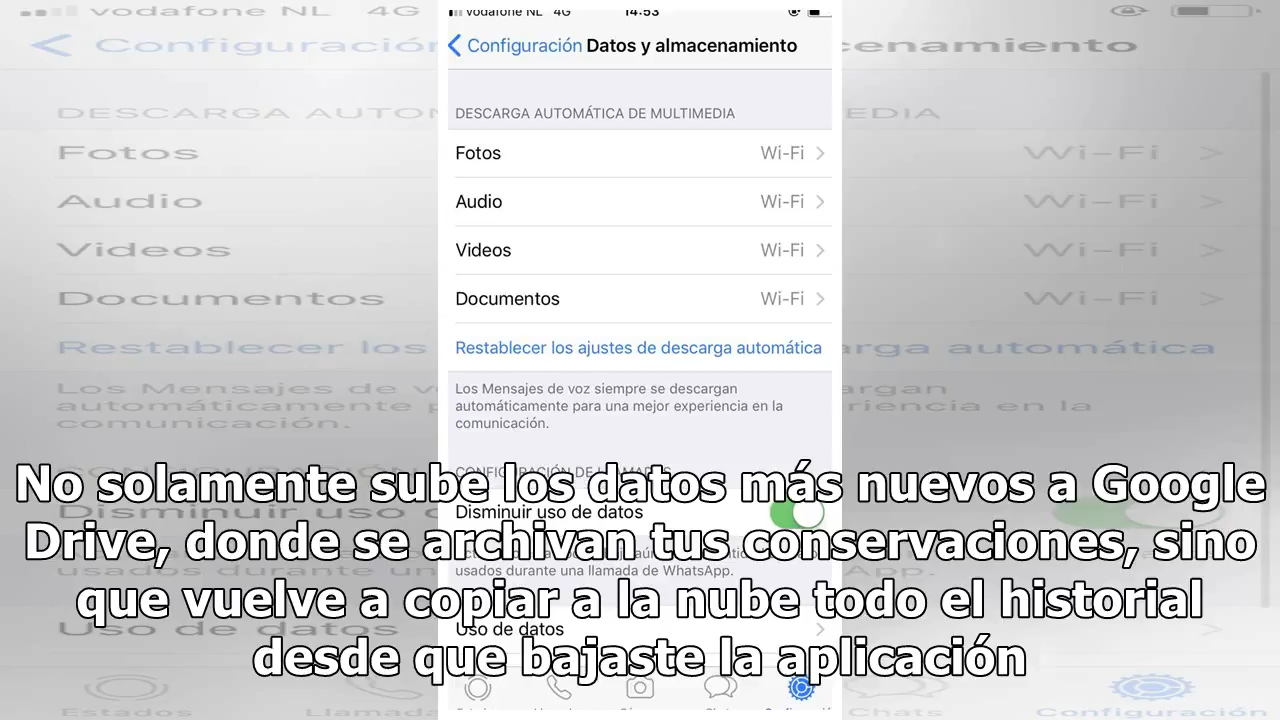 vodafone NL 4G 14:53
Configuración Datos y almacenamiento
DESCARGA AUTOMÁTICA DE MULTIMEDIA
Fotos Wi-Fi
Audio Wi-Fi
Videos Wi-Fi
Documentos Wi-Fi
Restablecer los ajustes de descarga automática
Los Mensajes de voz siempre se descargan
automáticamente para una mejor experiencia en la
comunicación.
CONFIGURACIÓN DE LLAMADAS
Disminuir uso de datos
usados durante una llamada de WhatsApp.
Uso de datos
No solamente sube los datos más nuevos a Google
Drive, donde se archivan tus conservaciones, sino
que vuelve a copiar a la nube todo el historial
desde que bajaste la aplicación